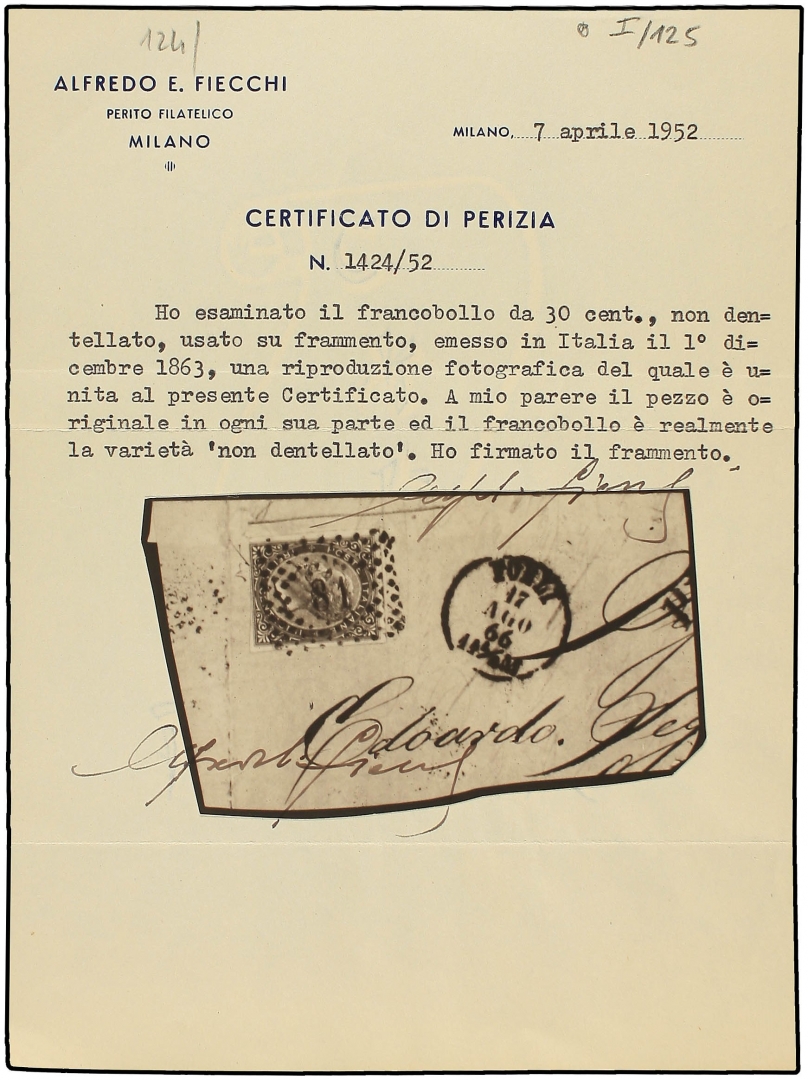 124/
I/125
ALFREDO E. FIECCHI
PERITO FILATELICO
MILANO
MILANO, 7 aprile 1952
CERTIFICATO DI PERIZIA
N. 1424/52
Ho esaminato il francobollo da 30 cent., non den=
tellato, usato su frammento, emesso in Italia il 1° di=
cembre 1863, una riproduzione fotografica del quale è u=
nita al presente Certificato. A mio parere il pezzo è o=
riginale in ogni sua parte ed il francobollo è realmente
la varietà 'non dentellato'. Ho firmato il frammento.
FORLI
17
AGO
66
Edoardo.